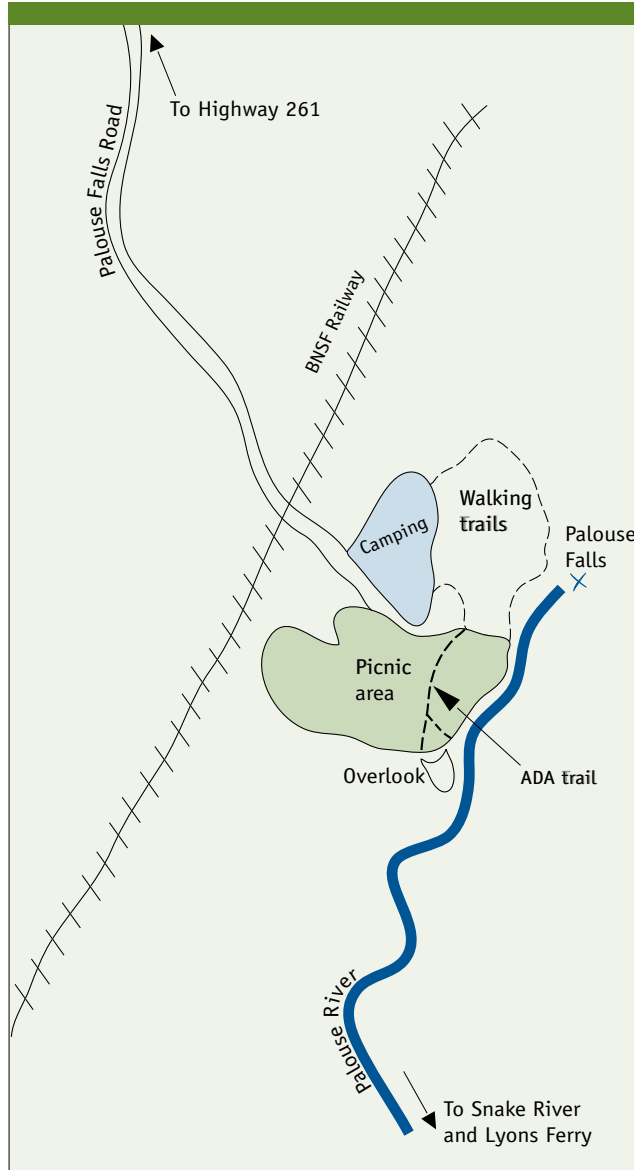 To Highway 261
Palouse Falls Road
BNSF Railway
Walking
trails
Palouse
Falls
Camping
Picnic
area
Overlook
ADA trail
Palouse River
To Snake River
and Lyons Ferry